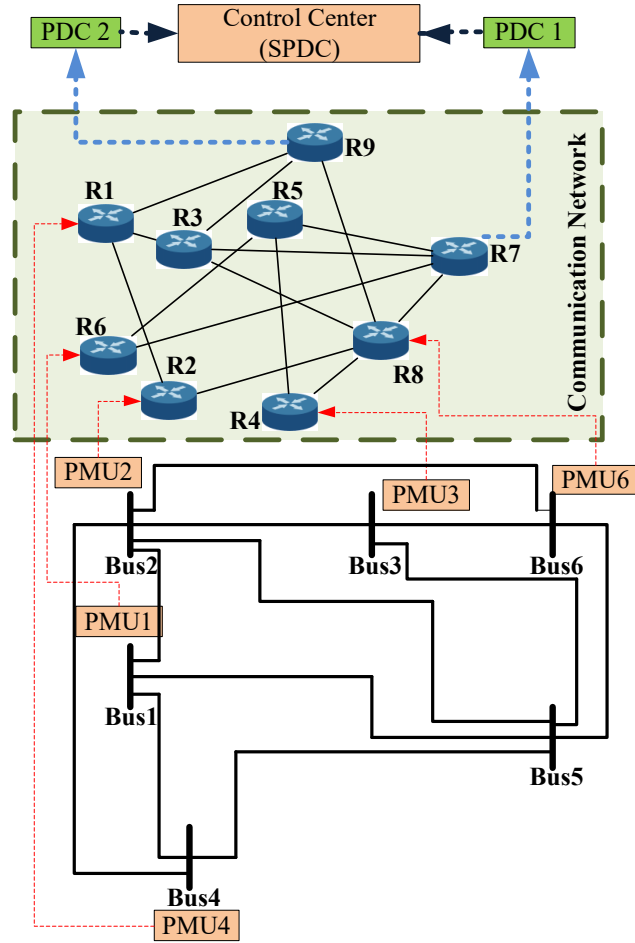 PDC 2
Control Center
(SPDC)
PDC 1
R9
R1
R5
R3
R7
R6
R2
R8
R4
Communication Network
PMU2
PMU3
PMU6
Bus2
Bus3
Bus6
PMU1
Bus1
Bus5
Bus4
PMU4